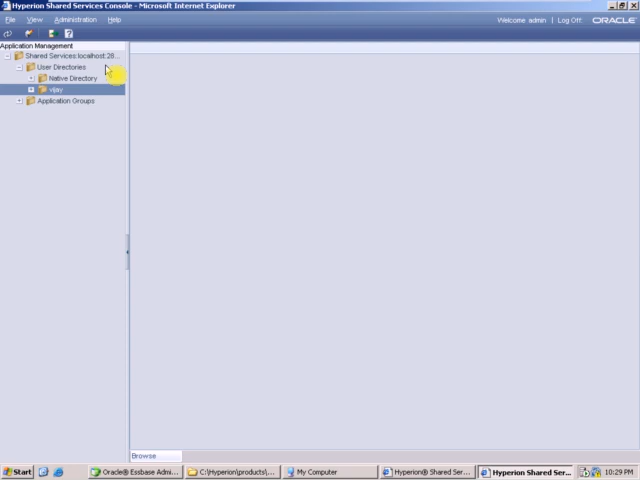 Hyperion Shared Services Console - Microsoft Internet Explorer
File View Administration Help
Welcome admin | Log Off ORACLE
Application Management
Shared Services:localhost:28...
User Directories
Native Directory
vijay
Application Groups
Browse
Start Oracle® Essbase Admi... C:\Hyperion\products\... My Computer Hyperion® Shared Ser... Hyperion Shared Ser... 10:29 PM